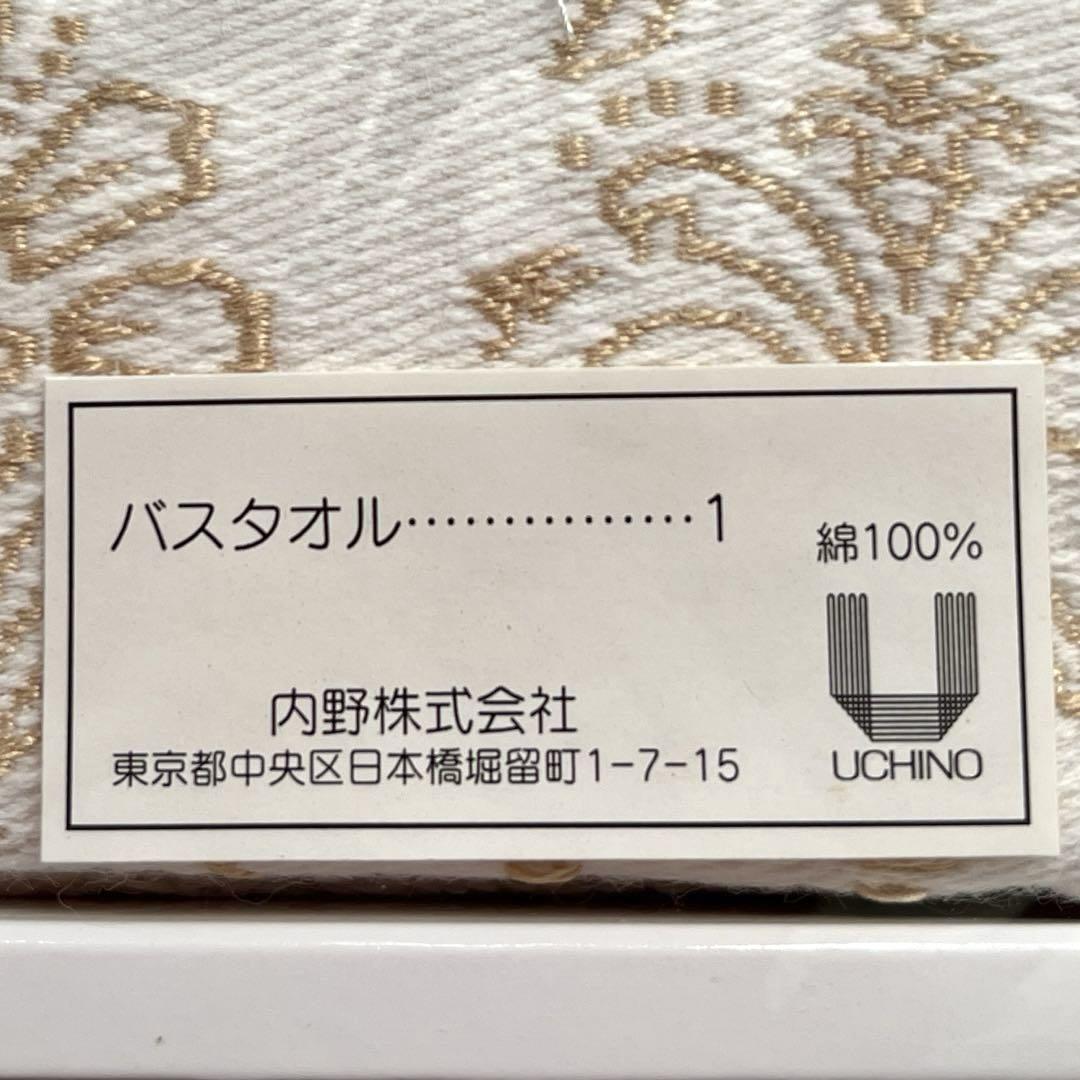 バスタオル……………1
綿100%
内野株式会社
東京都中央区日本橋堀留町1-7-15
UCHINO